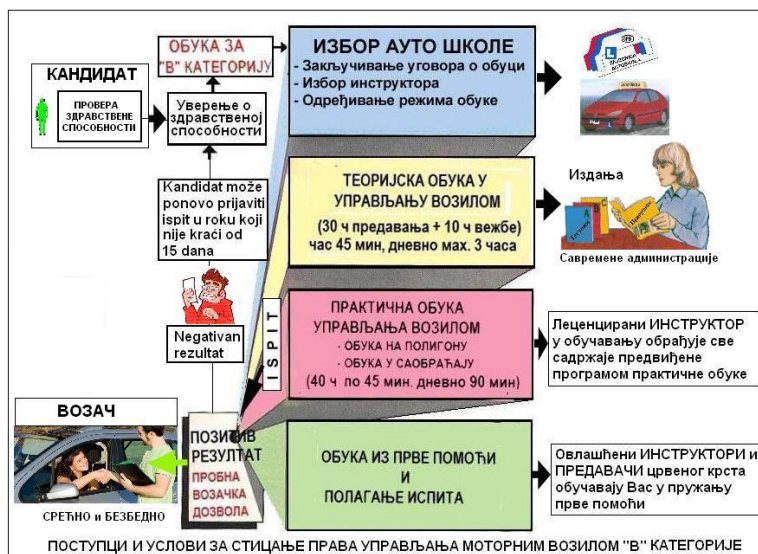 КАНДИДАТ
ПРОВЕРА
ЗДРАВСТВЕНЕ
СПОСОБНОСТИ
ОБУКА ЗА
"B" КАТЕГОРИЈУ
Уверење о
здравственој
способности
Kandidat može
ponovo prijaviti
ispit u roku koji
nije kraći od
15 dana
Negativan
rezultat
ИЗБОР АУТО ШКОЛЕ
- Закључивање уговора о обуци
- Избор инструктора
- Одређивање режима обуке
L
ТЕОРИЈСКА ОБУКА У
УПРАВЉАЊУ ВОЗИЛОМ
(30 ч предавања + 10 ч вежбе)
час 45 мин, дневно мах. 3 часа
Издања
A
C
Савремене администрације
ИСПИТ
ПРАКТИЧНА ОБУКА
УПРАВЉАЊА ВОЗИЛОМ
- ОБУКА НА ПОЛИГОНУ
- ОБУКА У САОБРАЋАЈУ
(40 ч по 45 мин. дневно 90 мин)
Леценцирани ИНСТРУКТОР
у обучавању обрађује све
садржаје предвиђене
програмом практичне обуке
ВОЗАЧ
СРЕЋНО и БЕЗБЕДНО
ПОЗИТИВ
РЕЗУЛТАТ
ПРОБНА
ВОЗАЧКА
ДОЗВОЛА
ОБУКА ИЗ ПРВЕ ПОМОЋИ
И
ПОЛАГАЊЕ ИСПИТА
Овлашћени ИНСТРУКТОРИ и
ПРЕДАВАЧИ црвеног крста
обучавају Вас у пружању
прве помоћи
ПОСТУПЦИ И УСЛОВИ ЗА СТИЦАЊЕ ПРАВА УПРАВЉАЊА МОТОРНИМ ВОЗИЛОМ "B" КАТЕГОРИЈЕ